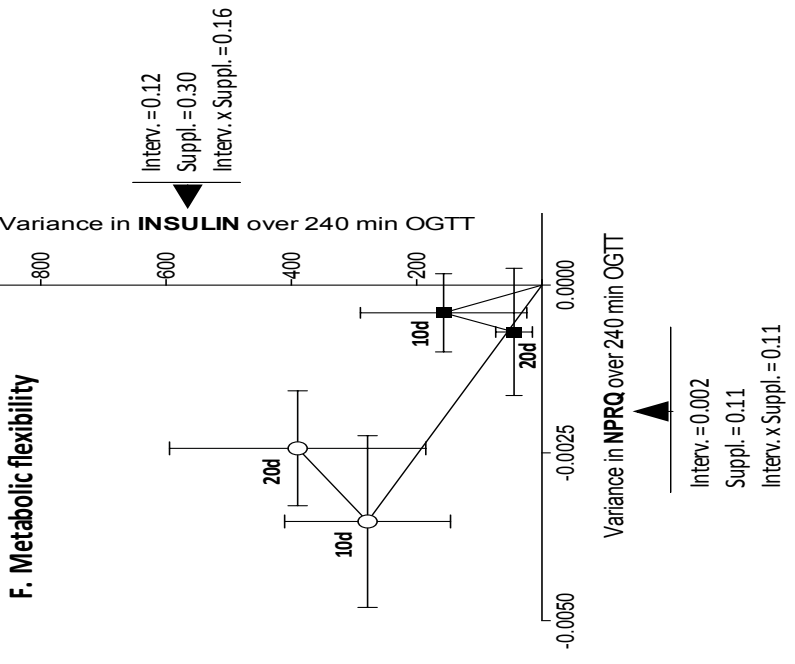 F. Metabolic flexibility
Variance in INSULIN over 240 min OGTT
800
600
400
200
Interv. = 0.12
Suppl. = 0.30
Interv. x Suppl. = 0.16
20d
10d
10d
20d
-0.0050
-0.0025
0.0000
Variance in NPRQ over 240 min OGTT
Interv. = 0.002
Suppl. = 0.11
Interv. x Suppl. = 0.11